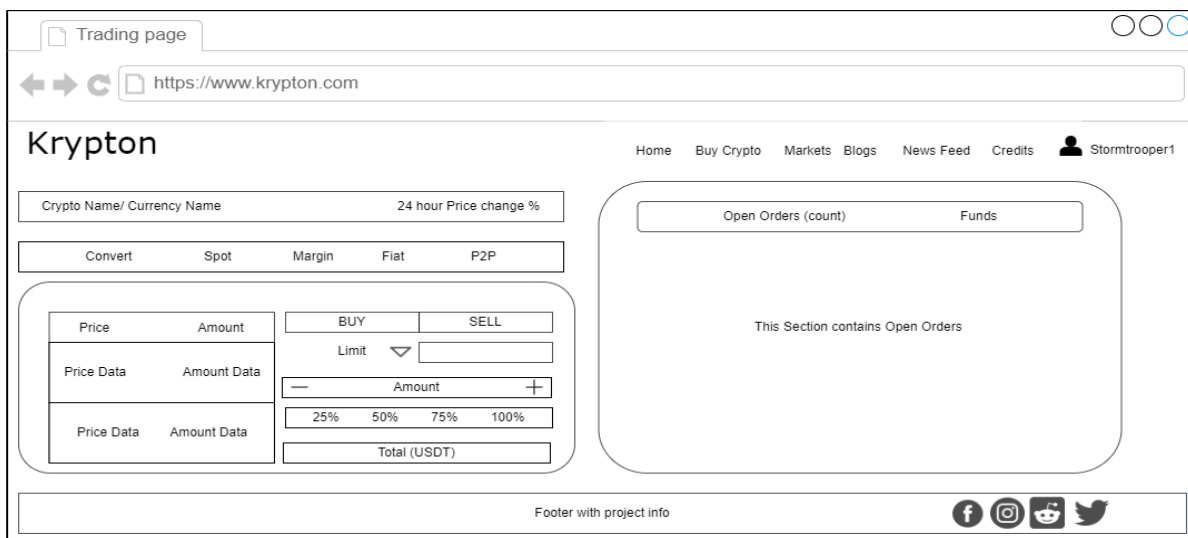 Trading page
https://www.krypton.com
Krypton
Home Buy Crypto Markets Blogs News Feed Credits Stormtrooper1
Crypto Name/ Currency Name 24 hour Price change %
Convert Spot Margin Fiat P2P
Price Amount
Price Data Amount Data
Price Data Amount Data
BUY SELL
Limit
Amount
25% 50% 75% 100%
Total (USDT)
Open Orders (count) Funds
This Section contains Open Orders
Footer with project info